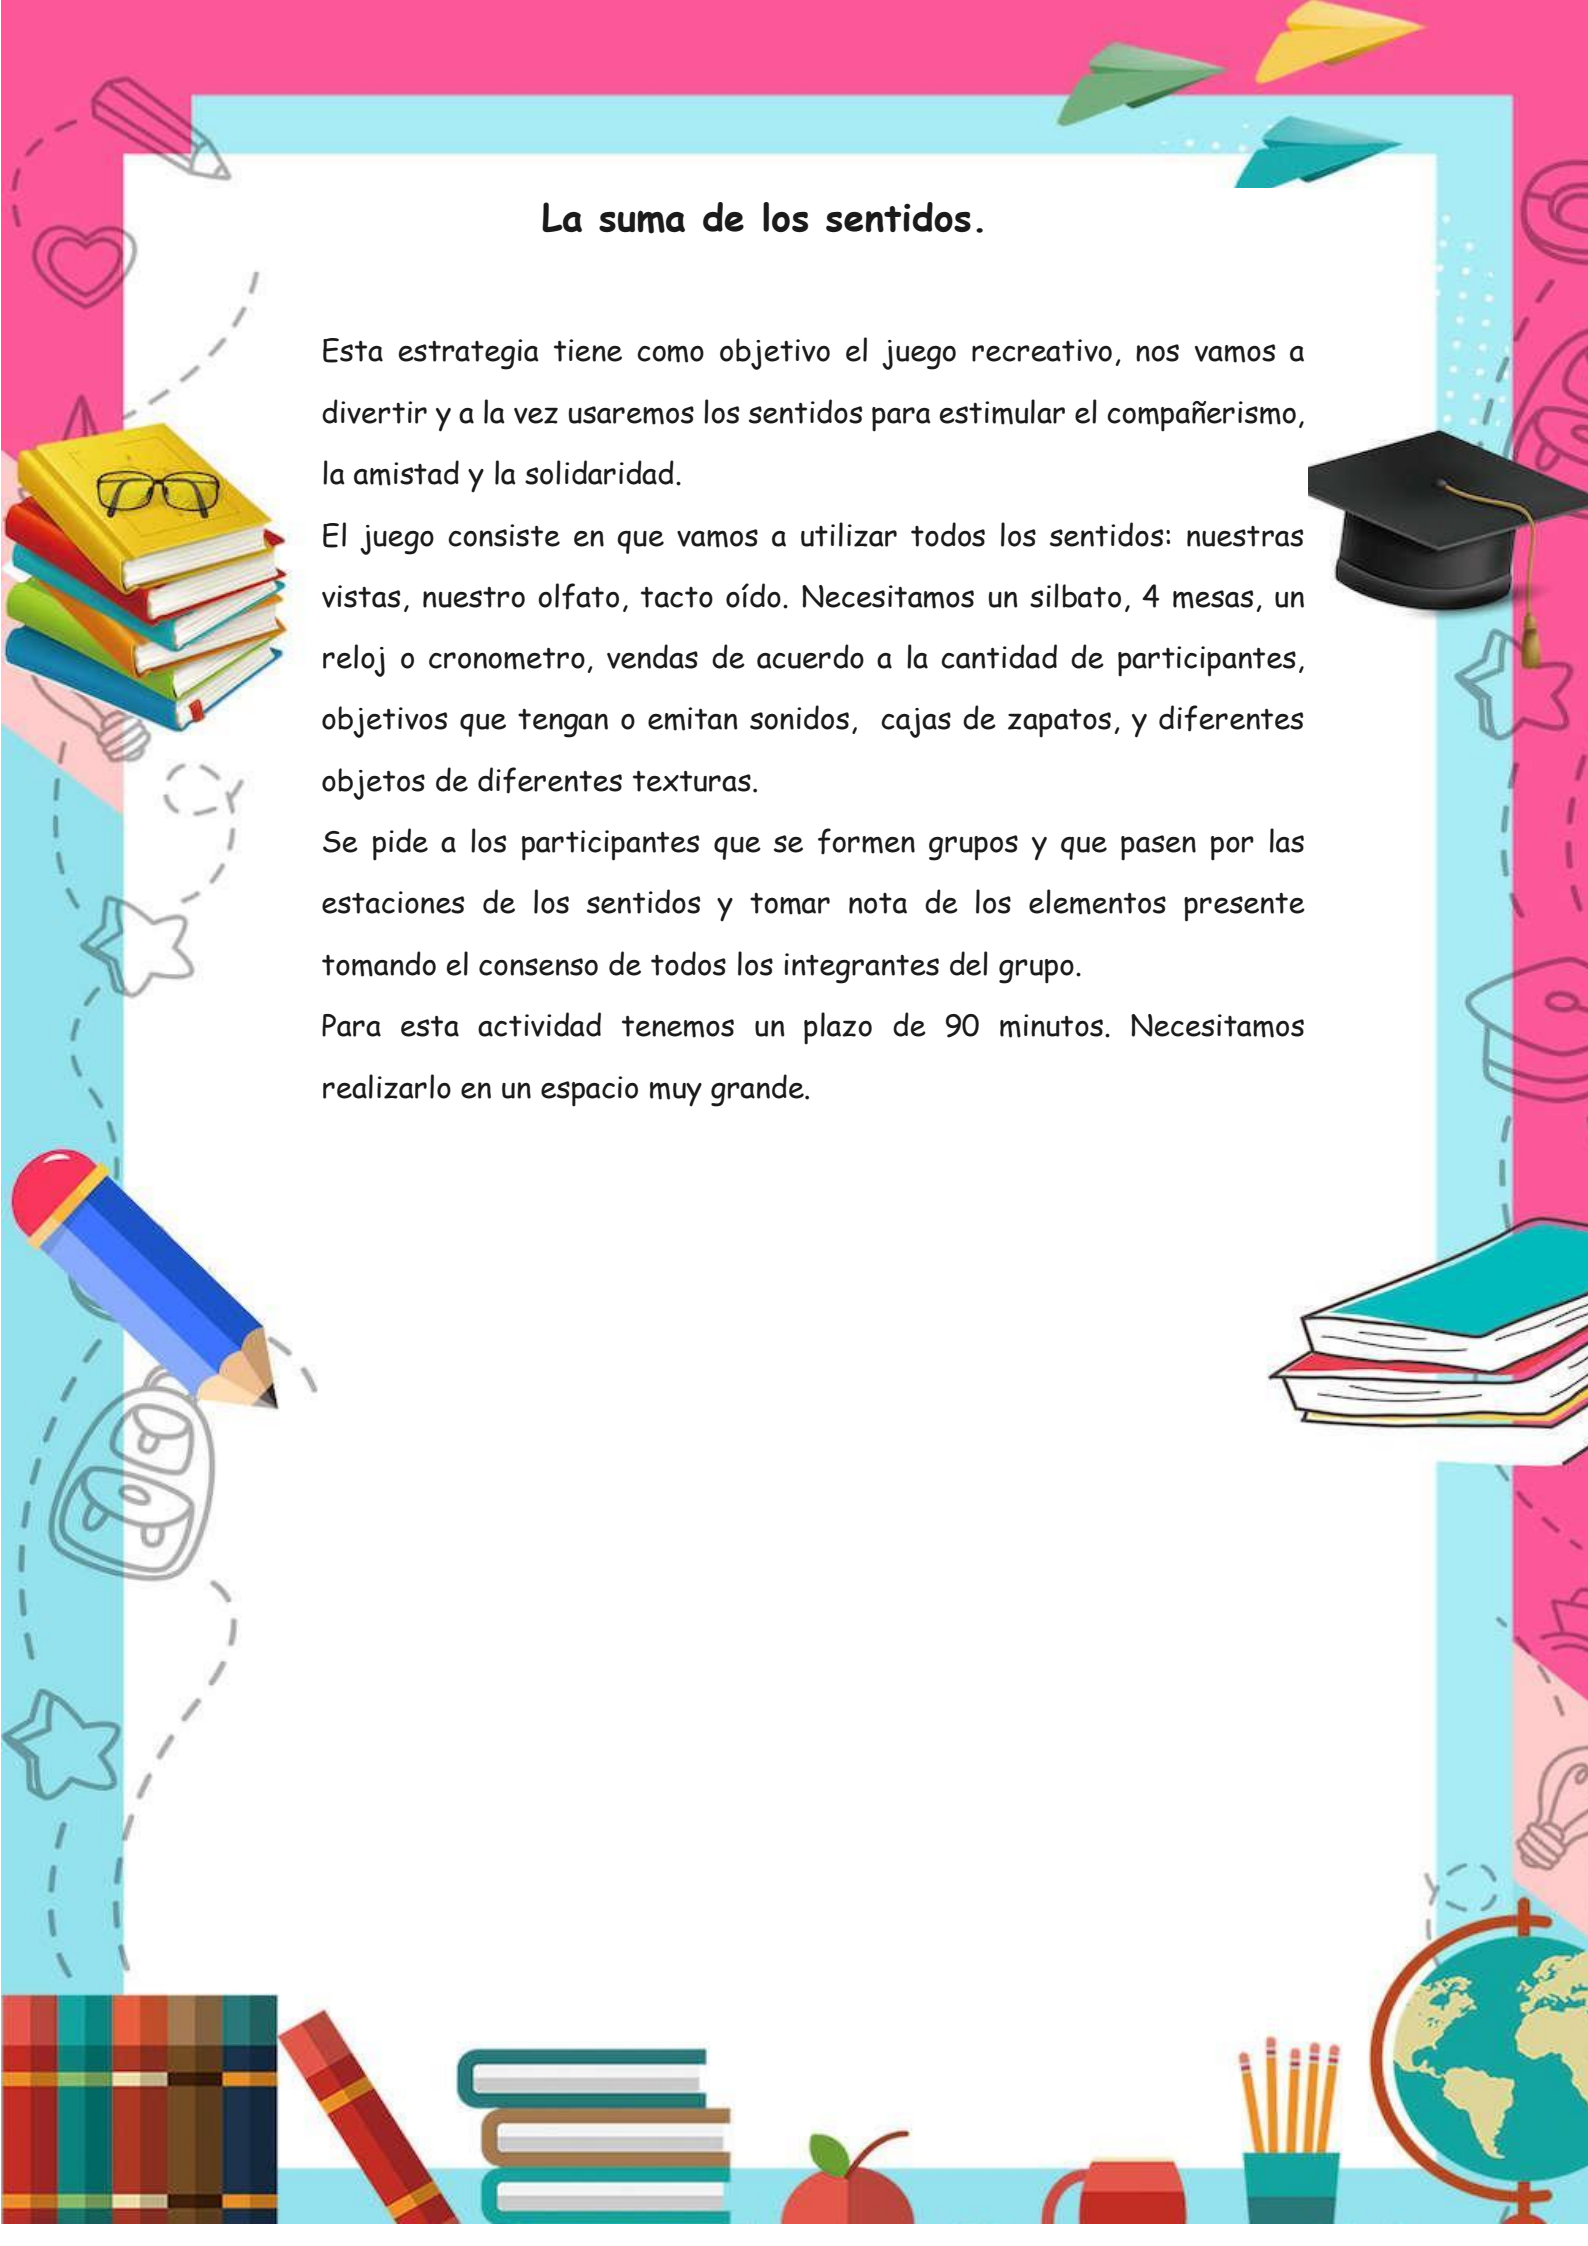 La suma de los sentidos.
Esta estrategia tiene como objetivo el juego recreativo, nos vamos a
divertir y a la vez usaremos los sentidos para estimular el compañerismo,
la amistad y la solidaridad.
El juego consiste en que vamos a utilizar todos los sentidos: nuestras
vistas, nuestro olfato, tacto oído. Necesitamos un silbato, 4 mesas, un
reloj o cronometro, vendas de acuerdo a la cantidad de participantes,
objetivos que tengan o emitan sonidos, cajas de zapatos, y diferentes
objetos de diferentes texturas.
Se pide a los participantes que se formen grupos y que pasen por las
estaciones de los sentidos y tomar nota de los elementos presente
tomando el consenso de todos los integrantes del grupo.
Para esta actividad tenemos un plazo de 90 minutos. Necesitamos
realizarlo en un espacio muy grande.